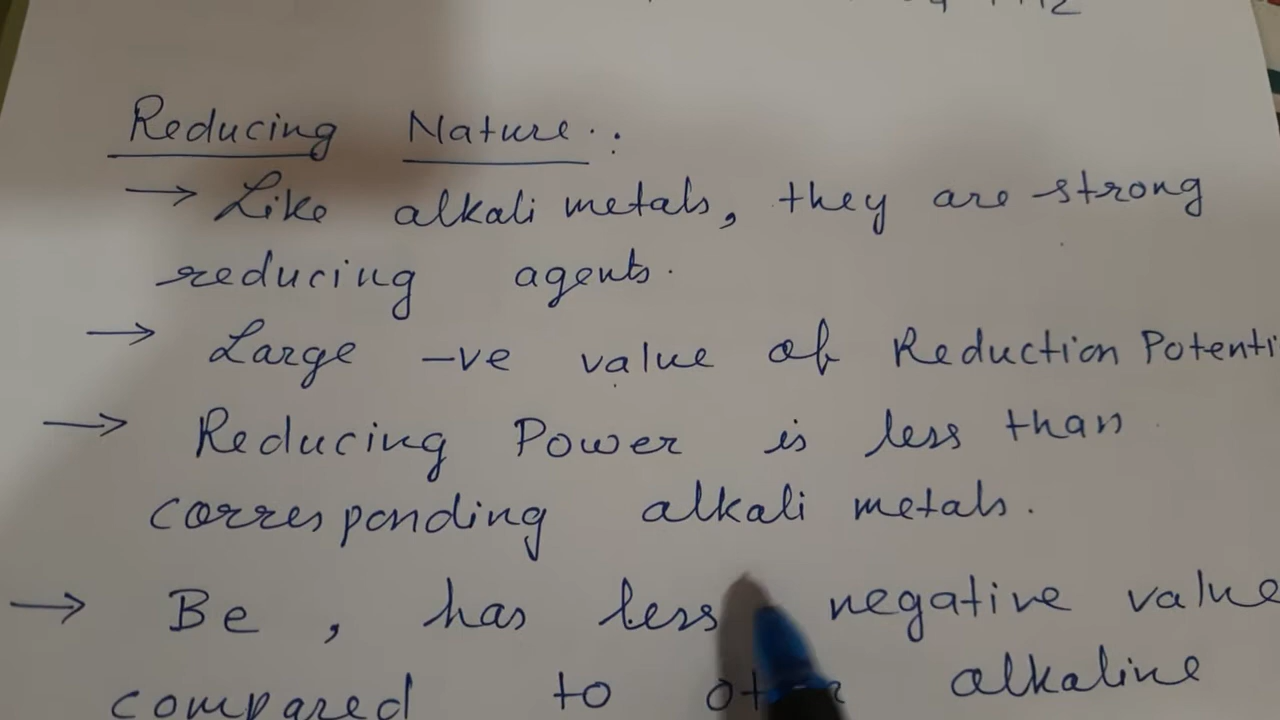 Reducing Nature :
→ Like alkali metals, they are strong
reducing agents.
→ Large -ve value of Reduction Potenti
→ Reducing Power is less than
corresponding alkali metals.
→ Be, has less negative value
compared to other alkaline